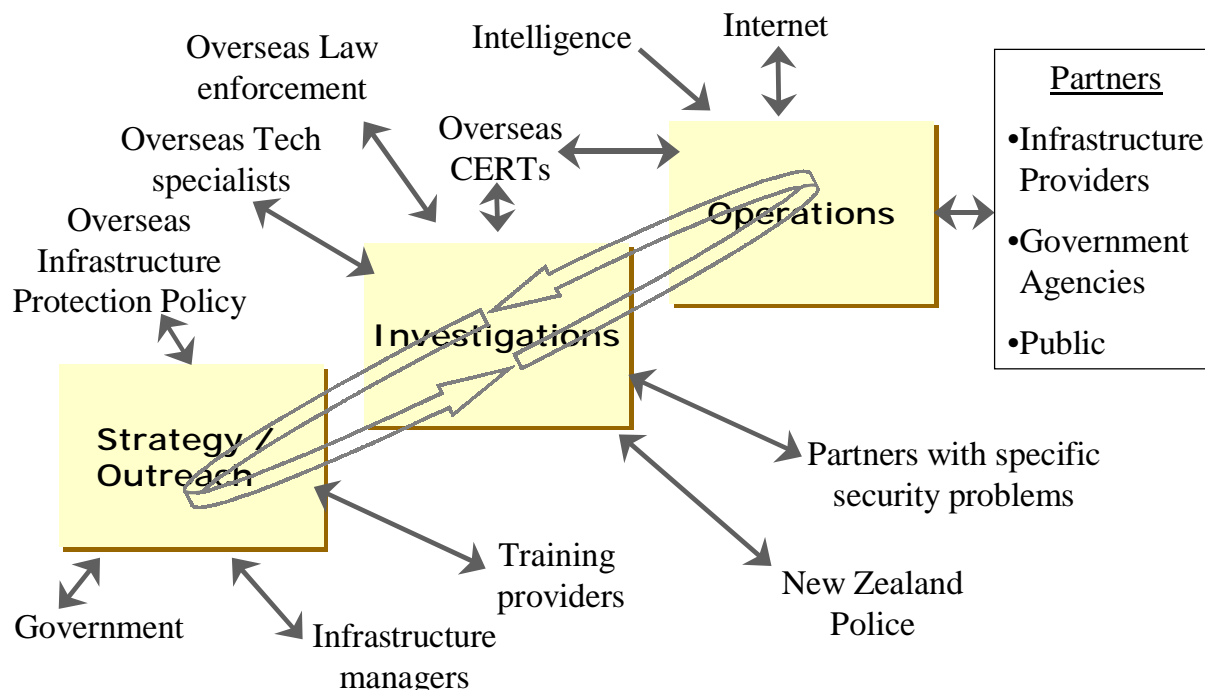 Internet
Intelligence
Overseas Law
enforcement
Partners
•Infrastructure
Providers
•Government
Agencies
•Public
Overseas
CERTs
Overseas Tech
specialists
Operations
Overseas
Infrastructure
Protection Policy
Investigations
Strategy /
Outreach
Partners with specific
security problems
Training
providers
New Zealand
Police
Government
Infrastructure
managers